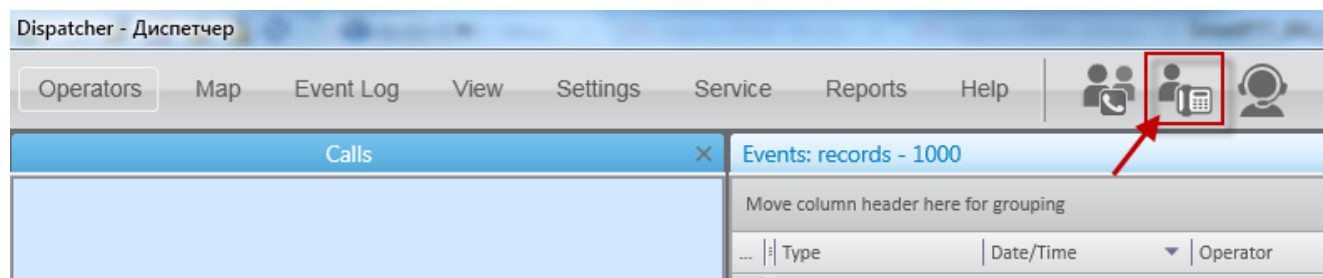 Dispatcher - Диспетчер
Operators Map Event Log View Settings Service Reports Help
Calls Events: records - 1000
Move column header here for grouping
... Type Date/Time Operator